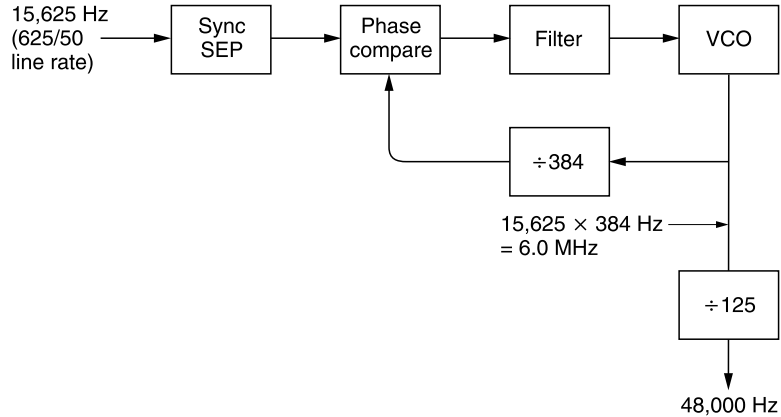 15,625 Hz
(625/50
line rate)
Sync
SEP
Phase
compare
Filter
VCO
÷384
15,625 × 384 Hz
= 6.0 MHz
÷125
48,000 Hz